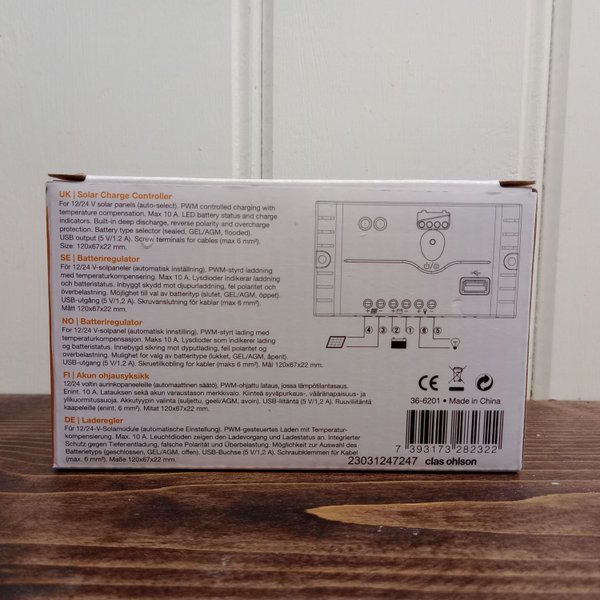 UK | Solar Charge Controller
For 12/24 V solar panels (auto-select). PWM controlled charging with
temperature compensation. Max 10 A. LED battery status and charge
indicators. Built-in deep discharge, reverse polarity and overcharge
protection. Battery type selector (sealed, GEL/AGM, flooded).
USB output (5 V/1.2 A). Screw terminals for cables (max 6 mm²).
Size: 120x67x22 mm.
SE | Batteriregulator
För 12/24 V-solpaneler (automatisk inställning). PWM-styrd laddning
med temperaturkompensering. Max 10 A. Lysdioder indikerar laddning
och batteristatus. Inbyggt skydd mot djupurladdning, fel polaritet och
överbelastning. Möjlighet till val av batterityp (slutet, GEL/AGM, öppet).
USB-utgång (5 V/1,2 A). Skruvanslutning för kablar (max 6 mm²).
Mått 120x67x22 mm.
NO | Batteriregulator
For 12/24 V-solpanel (automatisk innstilling). PWM-styrt lading med
temperaturkompensasjon. Maks 10 A. Lysdioder som indikerer lading
og batteristatus. Innebygd sikring mot dyputlading, feil polaritet og
overbelastning. Mulighet for valg av batteritype (lukket, GEL/AGM, åpent).
USB-utgang (5 V/1,2 A). Skrutilkobling for kabler (maks 6 mm²). Mål 120x67x22 mm.
FI | Akun ohjausyksikk
12/24 voltin aurinkopaneeleille (automaattinen säätö). PWM-ohjattu lataus, jossa lämpötilantasaus.
Enint. 10 A. Latauksen sekä akun varaustason merkkivalo. Kiinteä syväpurkaus-, vääränapaisuus- ja
ylikuormitussuoja. Akkutyypin valinta (suljettu, geeli/AGM, avoin). USB-liitäntä (5 V/1,2 A). Ruuviliitäntä
kaapeleille (enint. 6 mm²). Mitat 120x67x22 mm.
DE | Laderegler
Für 12/24-V-Solarmodule (automatische Einstellung). PWM-gesteuertes Laden mit Temperatur-
kompensierung. Max. 10 A. Leuchtdioden zeigen den Ladevorgang und Ladestatus an. Integrierter
Schutz gegen Tiefentladung, falsche Polarität und Überbelastung. Möglichkeit zur Auswahl des
Batterietyps (geschlossen, GEL/AGM, offen). USB-Buchse (5 V/1,2 A). Schraubklemmen für Kabel
(max. 6 mm²). Maße 120x67x22 mm.
4 3 2 1 6 5
CE
36-6201 • Made in China
7 393173 282322
23031247247 clas ohlson